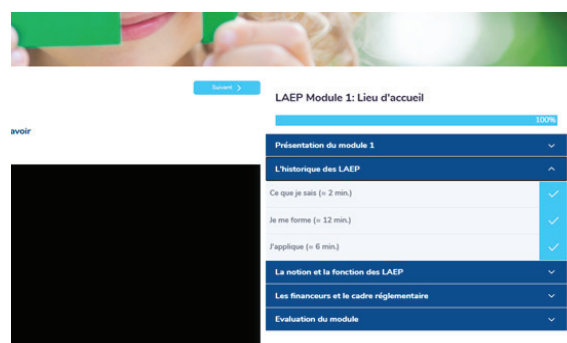 Suivant
avoir
LAEP Module 1: Lieu d'accueil
100%
Présentation du module 1
L'historique des LAEP
Ce que je sais (≈ 2 min.)
Je me forme (≈ 12 min.)
J'applique (≈ 6 min.)
La notion et la fonction des LAEP
Les financeurs et le cadre réglementaire
Evaluation du module